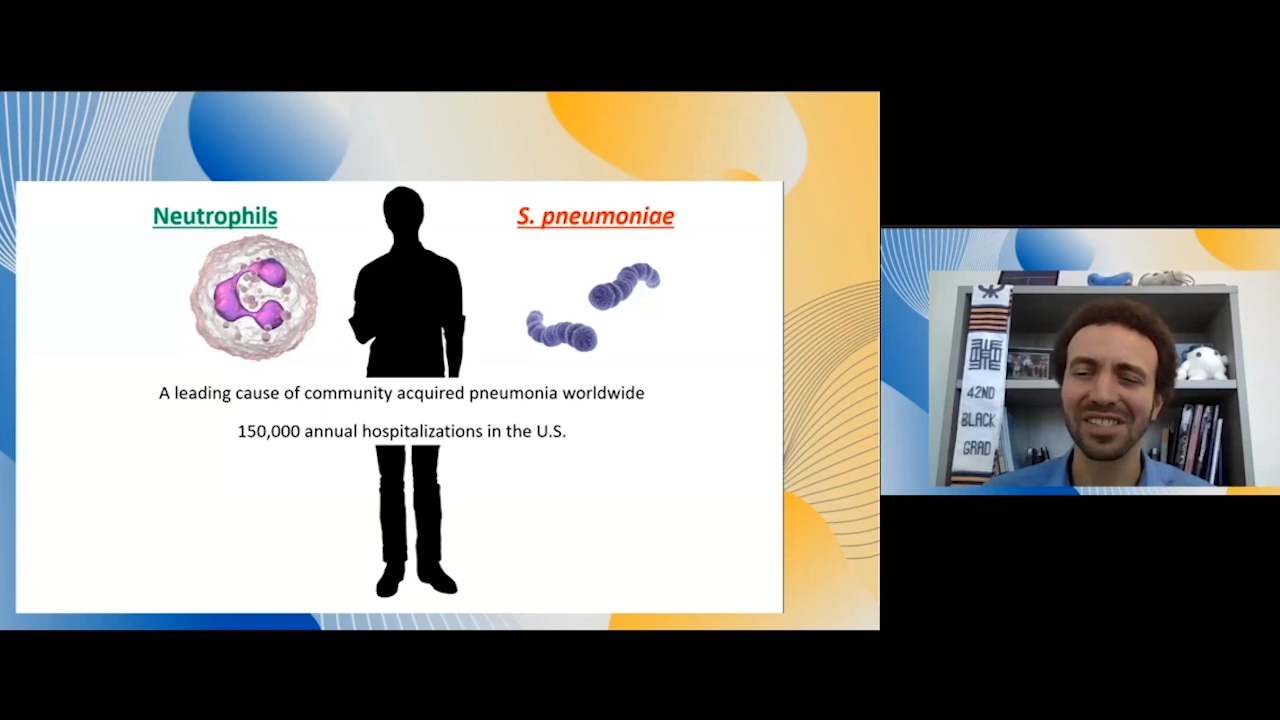 Neutrophils
S. pneumoniae
A leading cause of community acquired pneumonia worldwide
150,000 annual hospitalizations in the U.S.
42ND
BLACK
GRAD